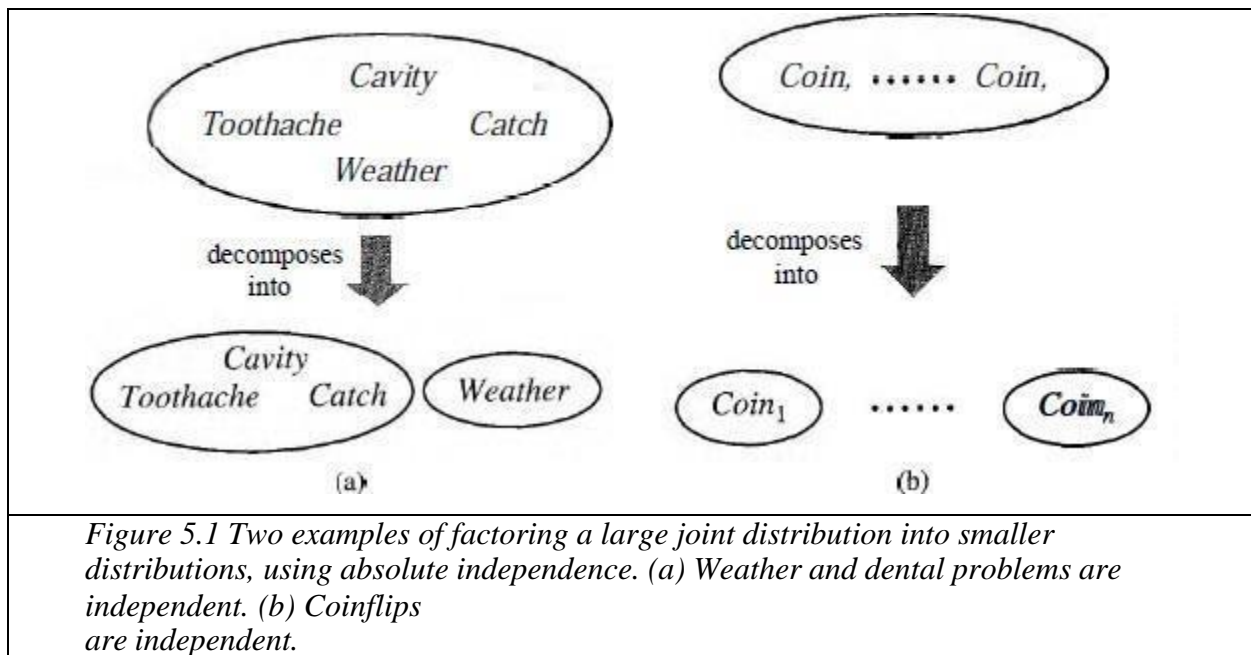 Cavity
Toothache Catch
Weather
decomposes
into
Cavity
Toothache Catch
Weather
(a)
Coin, ...... Coin,
decomposes
into
Coin₁ ...... Coinₙ
(b)
Figure 5.1 Two examples of factoring a large joint distribution into smaller
distributions, using absolute independence. (a) Weather and dental problems are
independent. (b) Coinflips
are independent.